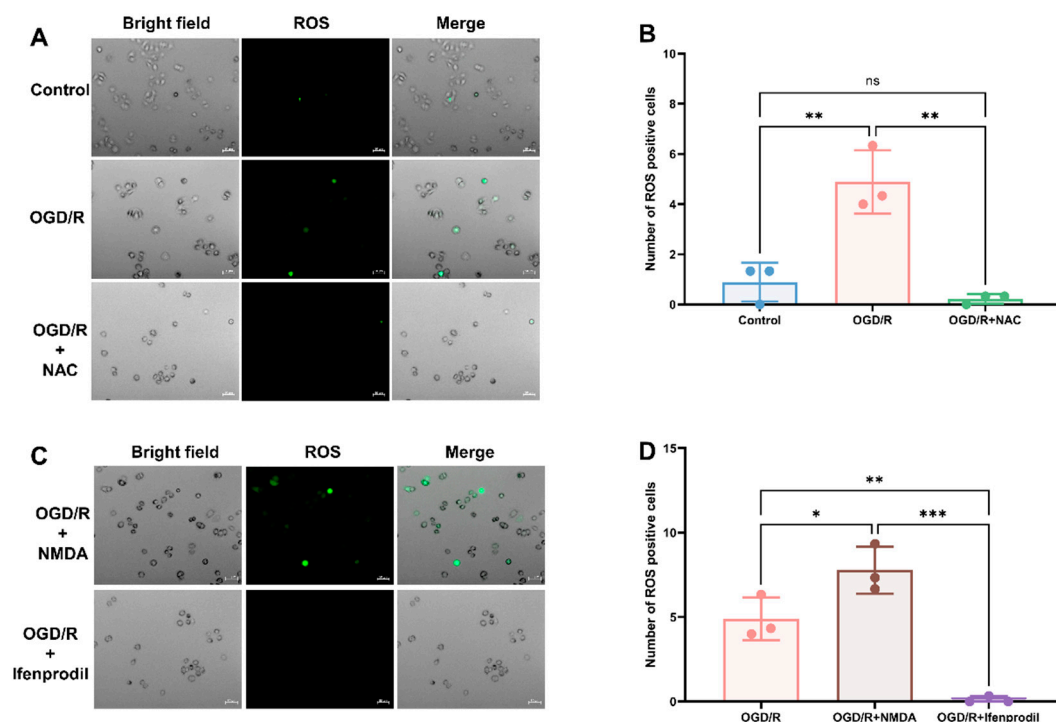 A
Bright field ROS Merge
Control
OGD/R
OGD/R
+
NAC
B
Number of ROS positive cells
10
8
6
4
2
0
ns
** **
Control OGD/R OGD/R+NAC
C
Bright field ROS Merge
OGD/R
+
NMDA
OGD/R
+
Ifenprodil
D
Number of ROS positive cells
15
10
5
0
**
* ***
OGD/R OGD/R+NMDA OGD/R+Ifenprodil